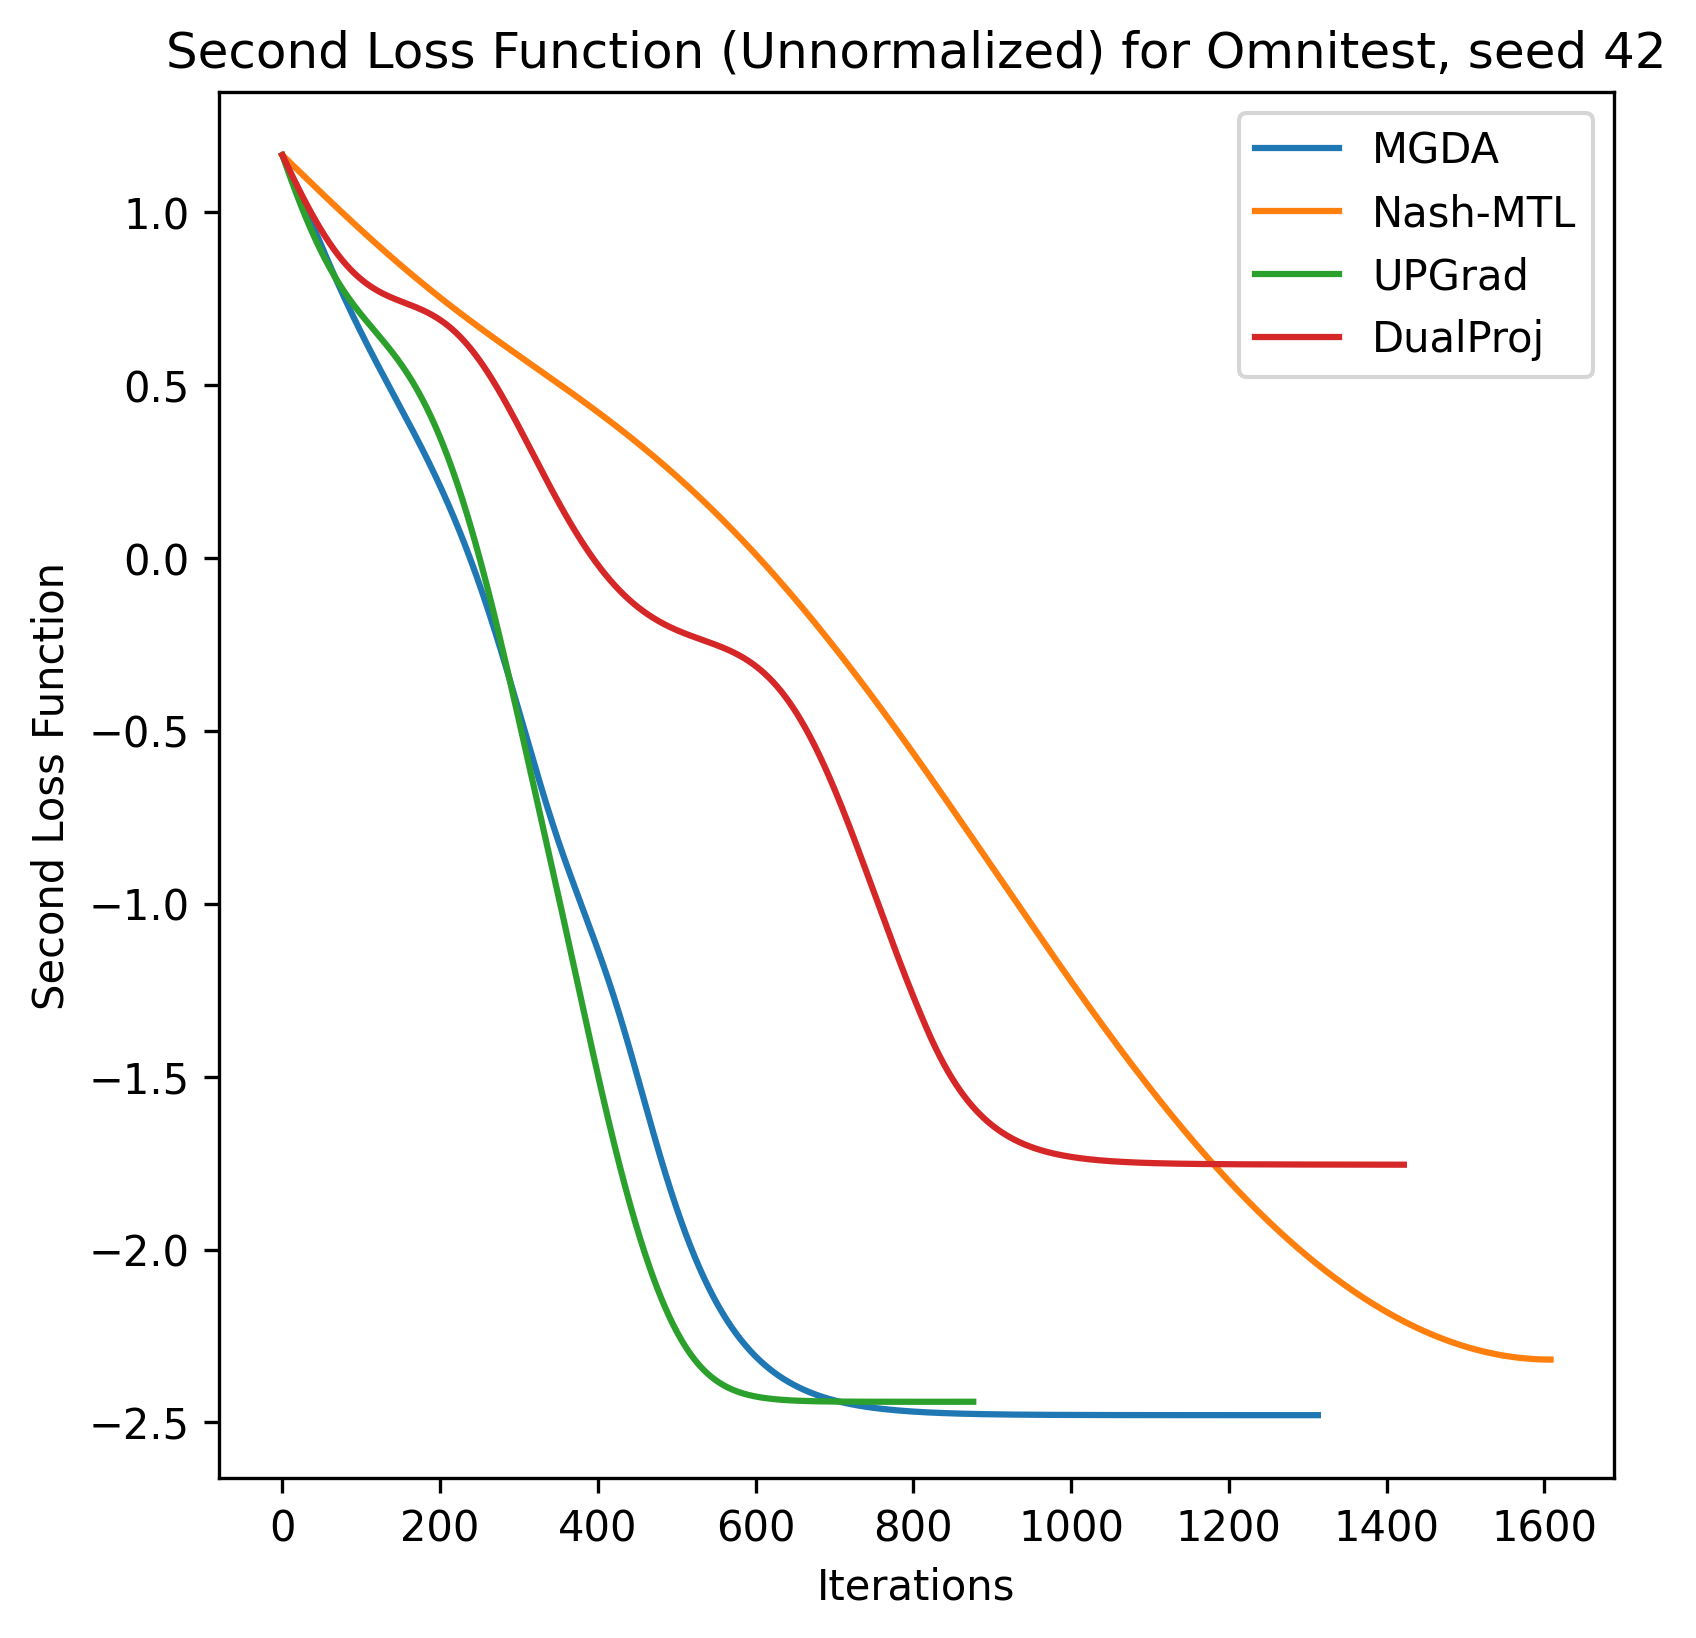 Second Loss Function (Unnormalized) for Omnitest, seed 42
MGDA
Nash-MTL
UPGrad
DualProj
1.0
0.5
0.0
−0.5
−1.0
−1.5
−2.0
−2.5
Second Loss Function
0 200 400 600 800 1000 1200 1400 1600
Iterations